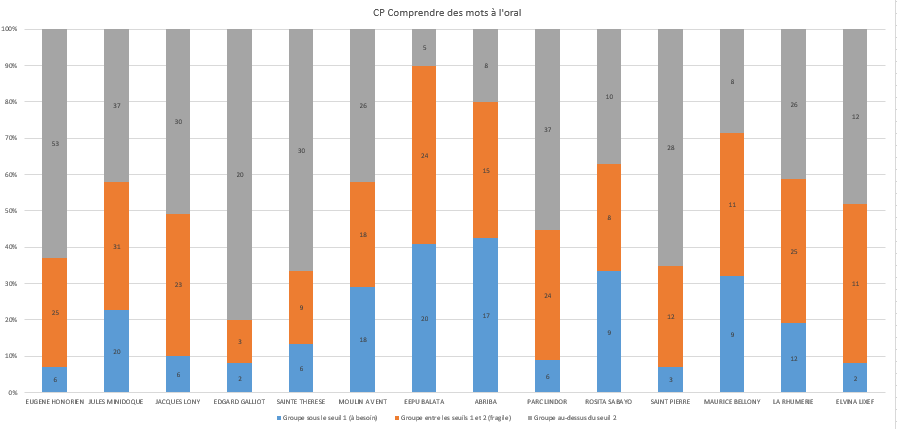 CP Comprendre des mots à l'oral
100%
53 37 30 20 30 26 5 8 37 10 28 8 26 12
90%
80%
70%
60%
25 31 23 3 9 18 24 15 24 8 12 11 25 11
50%
40%
30%
20%
10%
6 20 6 2 6 18 20 17 6 9 3 9 12 2
0%
EUGENE HONORIEN JULES MINIDOQUE JACQUES LONY EDGARD GALLIOT SAINTE THERESE MOULIN A VENT EEPU BALATA ABRIBA PARC LINDOR ROSITA SABAYO SAINT PIERRE MAURICE BELLONY LA RHUMERIE ELVINA LIXEF
Groupe sous le seuil 1 (à besoin) Groupe entre les seuils 1 et 2 (fragile) Groupe au-dessus du seuil 2